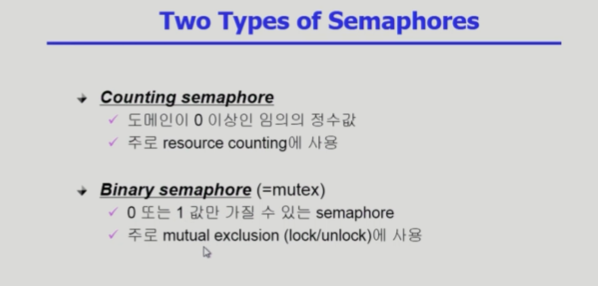 Two Types of Semaphores
Counting semaphore
도메인이 0 이상인 임의의 정수값
주로 resource counting에 사용
Binary semaphore (=mutex)
0 또는 1 값만 가질 수 있는 semaphore
주로 mutual exclusion (lock/unlock)에 사용